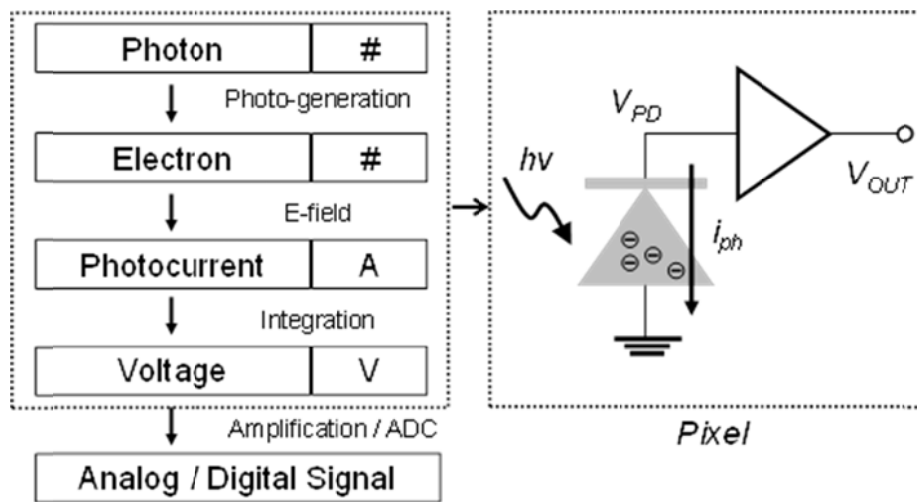 Photon #
Photo-generation
Electron #
E-field
Photocurrent A
Integration
Voltage V
Amplification / ADC
Analog / Digital Signal
V_PD
hv
V_OUT
i_ph
Pixel